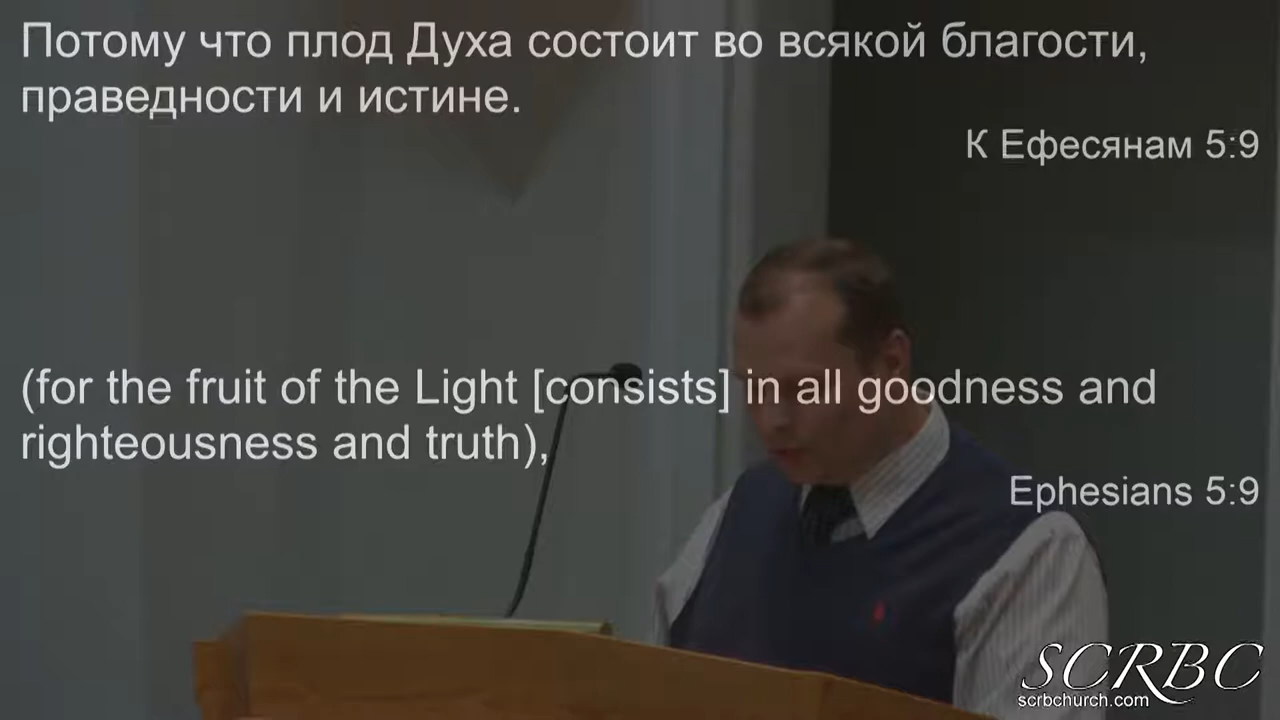 Потому что плод Духа состоит во всякой благости,
праведности и истине.
К Ефесянам 5:9
(for the fruit of the Light [consists] in all goodness and
righteousness and truth),
Ephesians 5:9
SCRBC
scrbchurch.com